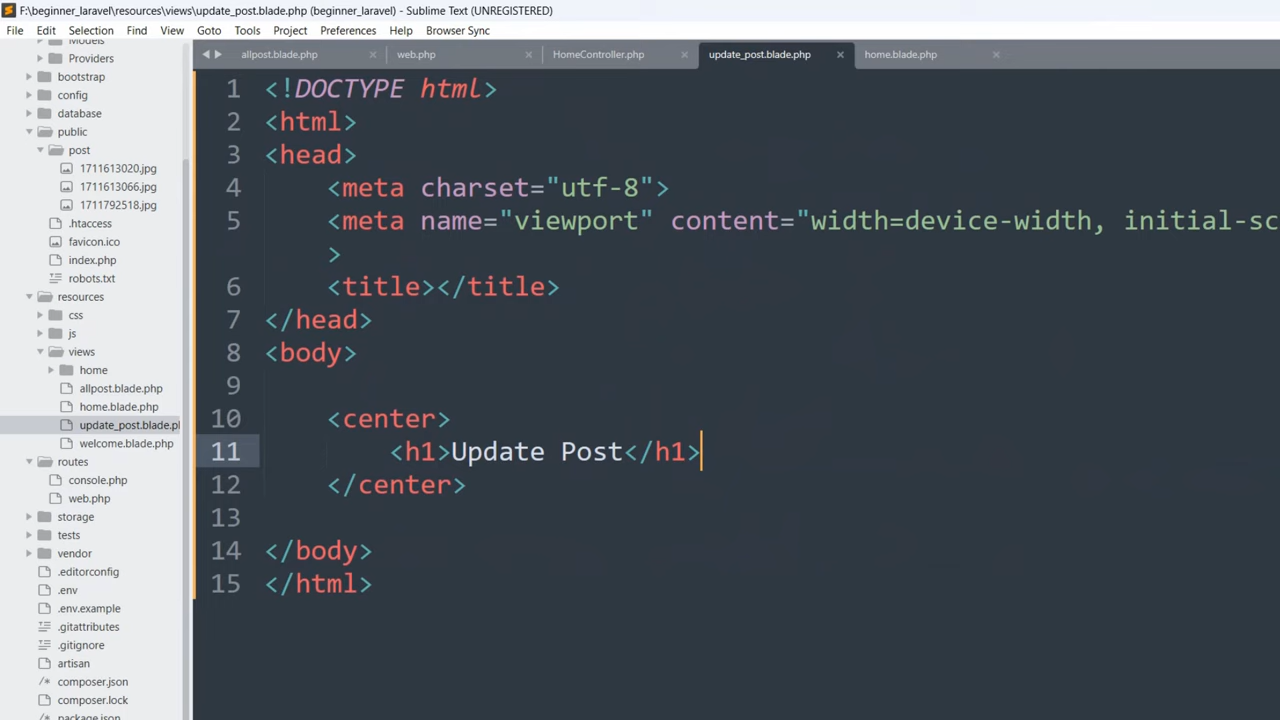 F:\beginner_laravel\resources\views\update_post.blade.php (beginner_laravel) - Sublime Text (UNREGISTERED)
File Edit Selection Find View Goto Tools Project Preferences Help Browser Sync
allpost.blade.php × web.php × HomeController.php × update_post.blade.php × home.blade.php ×
Models
Providers
bootstrap
config
database
public
post
1711613020.jpg
1711613066.jpg
1711792518.jpg
.htaccess
favicon.ico
index.php
robots.txt
resources
css
js
views
home
allpost.blade.php
home.blade.php
update_post.blade.pl
welcome.blade.php
routes
console.php
web.php
storage
tests
vendor
.editorconfig
.env
.env.example
.gitattributes
.gitignore
artisan
/* composer.json
composer.lock
/* package.json
1 <!DOCTYPE html>
2 <html>
3 <head>
4 <meta charset="utf-8">
5 <meta name="viewport" content="width=device-width, initial-sc
>
6 <title></title>
7 </head>
8 <body>
9
10 <center>
11 <h1>Update Post</h1>
12 </center>
13
14 </body>
15 </html>